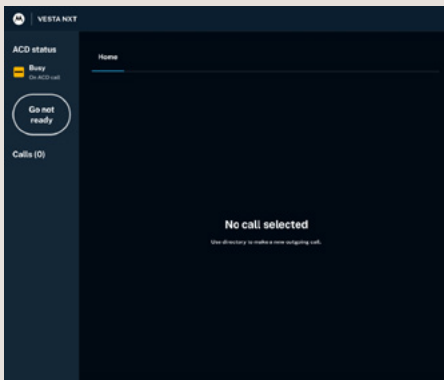 VESTA NXT
ACD status
Busy
On ACD call
Go not
ready
Calls (0)
Home
No call selected
Use directory to make a new outgoing call.